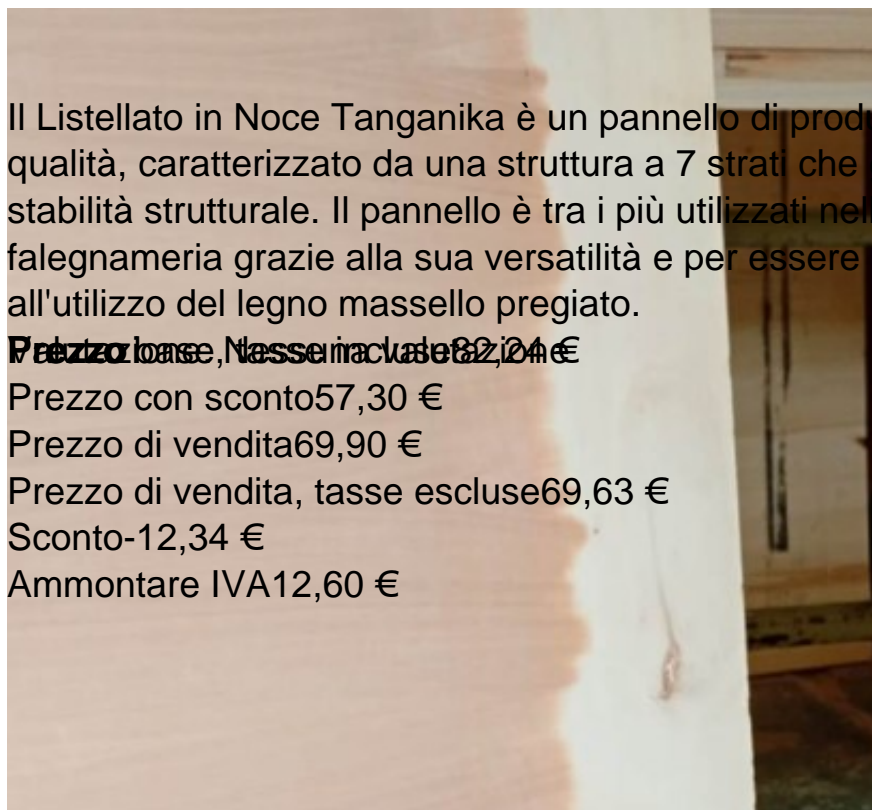 Il Listellato in Noce Tanganika è un pannello di prod
qualità, caratterizzato da una struttura a 7 strati che
stabilità strutturale. Il pannello è tra i più utilizzati nel
falegnameria grazie alla sua versatilità e per essere
all'utilizzo del legno massello pregiato.
Prezzo con sconto57,30 €
Prezzo di vendita69,90 €
Prezzo di vendita, tasse escluse69,63 €
Sconto-12,34 €
Ammontare IVA12,60 €